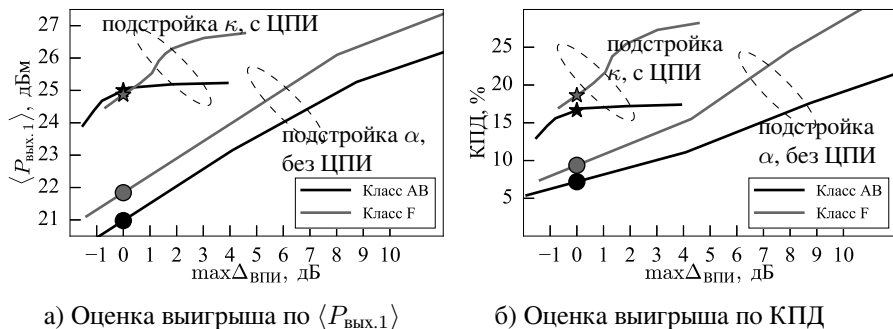 27
26
25
24
23
22
21
⟨P_вых.1⟩, дБм
подстройка κ, с ЦПИ
подстройка α,
без ЦПИ
Класс AB
Класс F
−1 0 1 2 3 4 5 6 7 8 9 10
maxΔ_ВПИ, дБ
а) Оценка выигрыша по ⟨P_вых.1⟩
30
25
20
15
10
5
КПД, %
подстройка
κ, с ЦПИ
подстройка
α, без ЦПИ
Класс AB
Класс F
−1 0 1 2 3 4 5 6 7 8 9 10
maxΔ_ВПИ, дБ
б) Оценка выигрыша по КПД